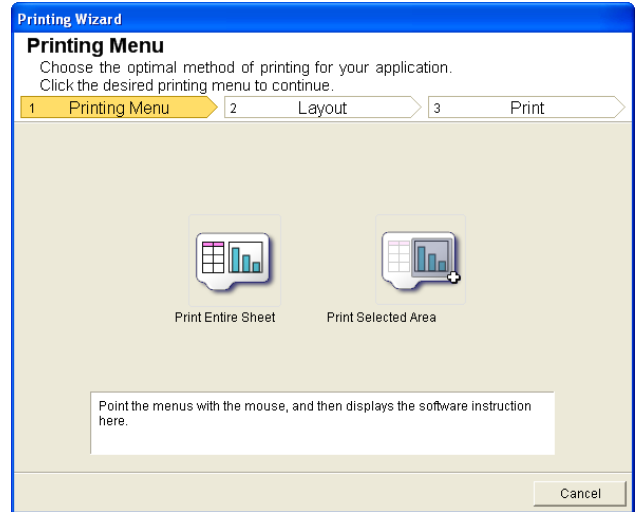 Printing Wizard
Printing Menu
Choose the optimal method of printing for your application.
Click the desired printing menu to continue.
1 Printing Menu 2 Layout 3 Print
Print Entire Sheet Print Selected Area
Point the menus with the mouse, and then displays the software instruction
here.
Cancel